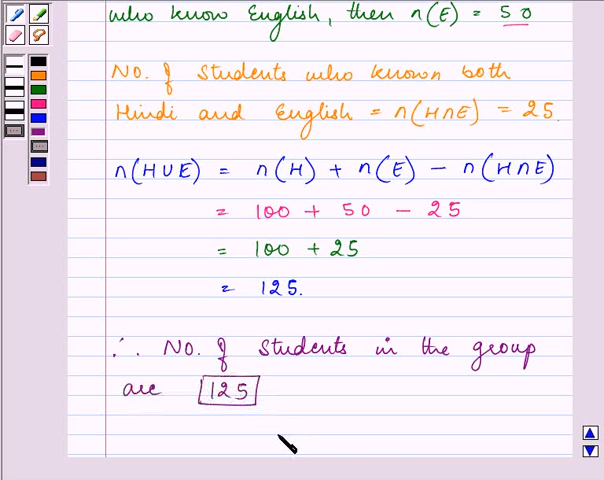 who know English, then n(E) = 50
No. of students who known both
Hindi and English = n(H∩E) = 25.
n(H∪E) = n(H) + n(E) - n(H∩E)
= 100 + 50 - 25
= 100 + 25
= 125.
∴ No. of students in the group
are 125